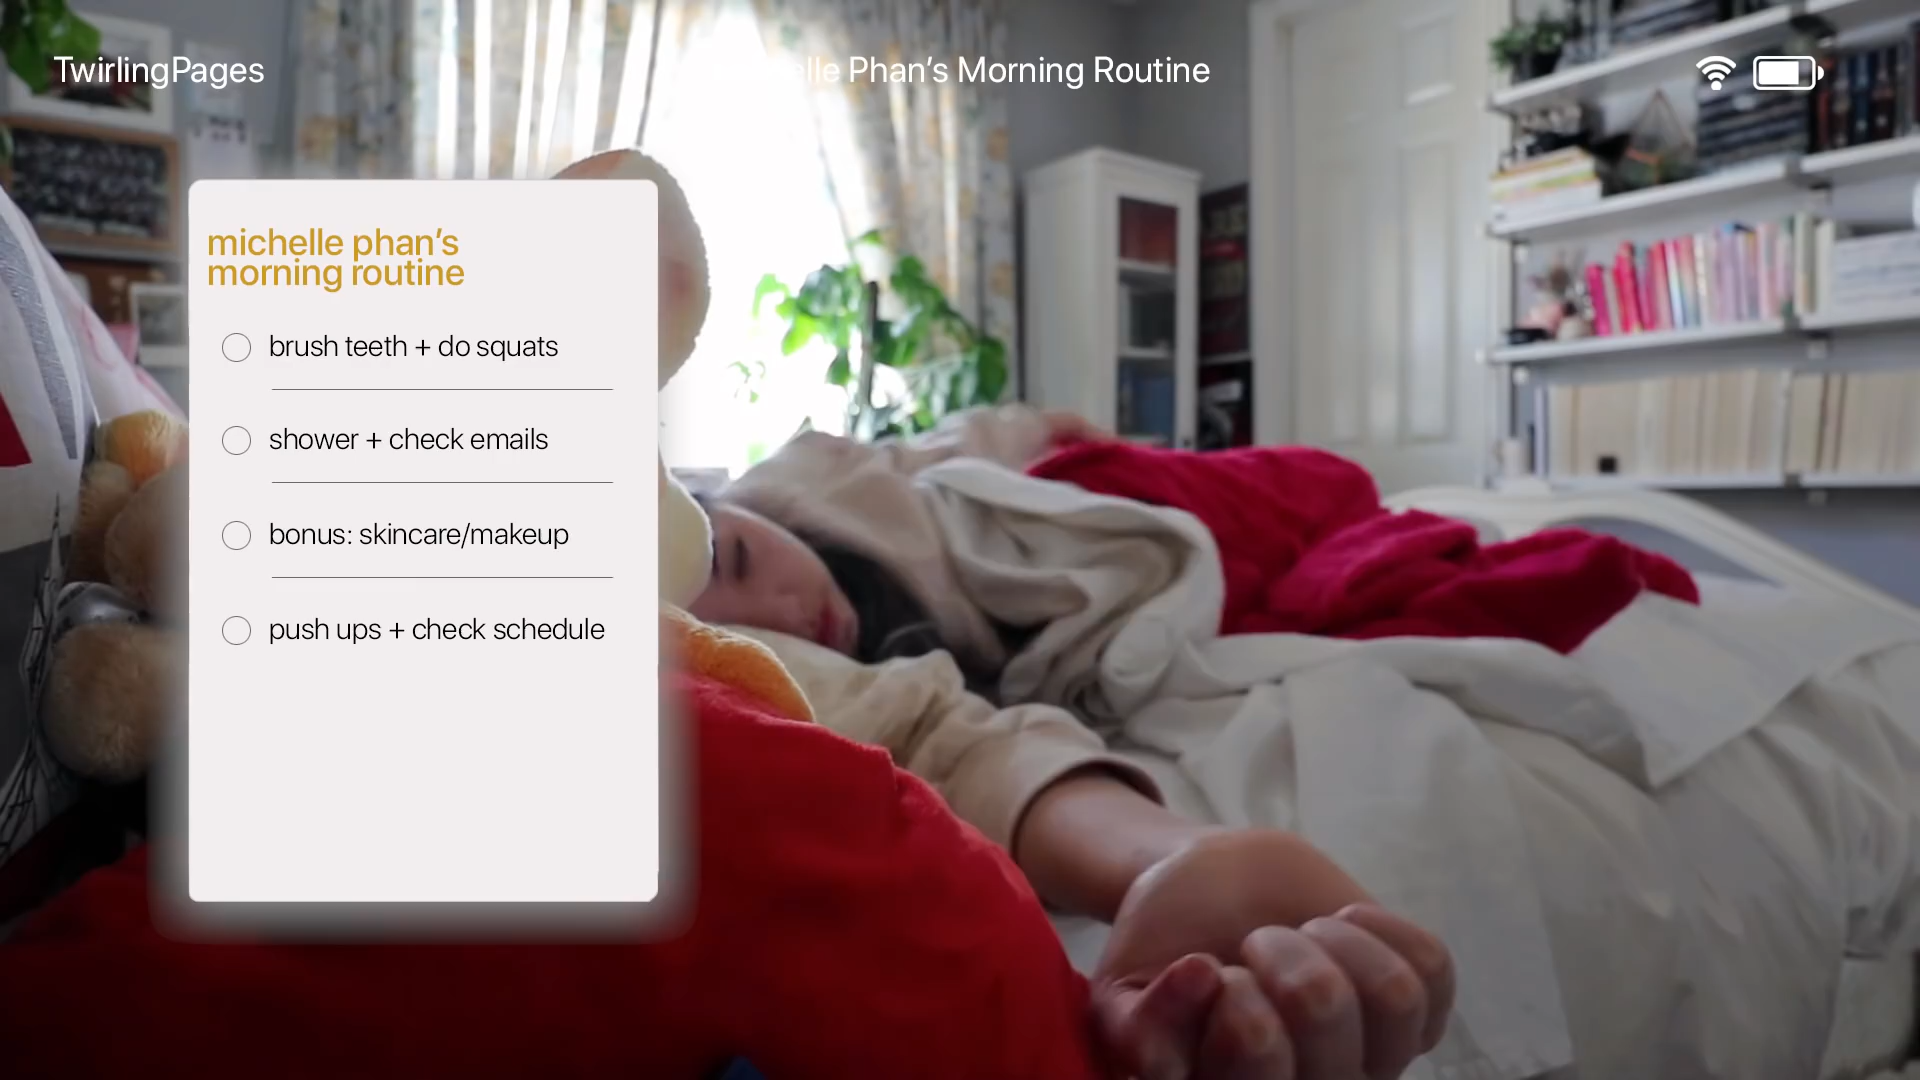 TwirlingPages
elle Phan's Morning Routine
michelle phan's
morning routine
brush teeth + do squats
shower + check emails
bonus: skincare/makeup
push ups + check schedule